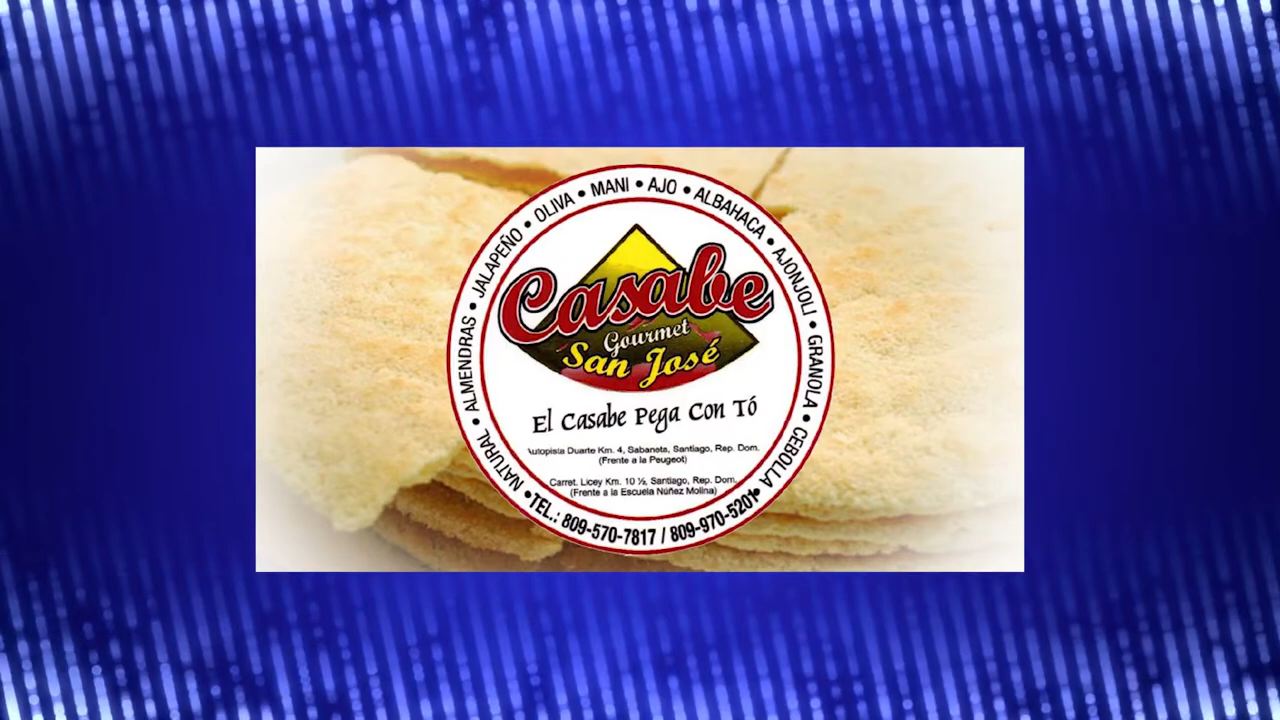 NATURAL • ALMENDRAS • JALAPEÑO • OLIVA • MANI • AJO • ALBAHACA • AJONJOLI • GRANOLA • CEBOLLA
Casabe
Gourmet
San José
El Casabe Pega Con Tó
Autopista Duarte Km. 4, Sabaneta, Santiago, Rep. Dom.
(Frente a la Peugeot)
Carret. Licey Km. 10 ½, Santiago, Rep. Dom.
(Frente a la Escuela Núñez Molina)
• TEL.: 809-570-7817 / 809-970-5201 •